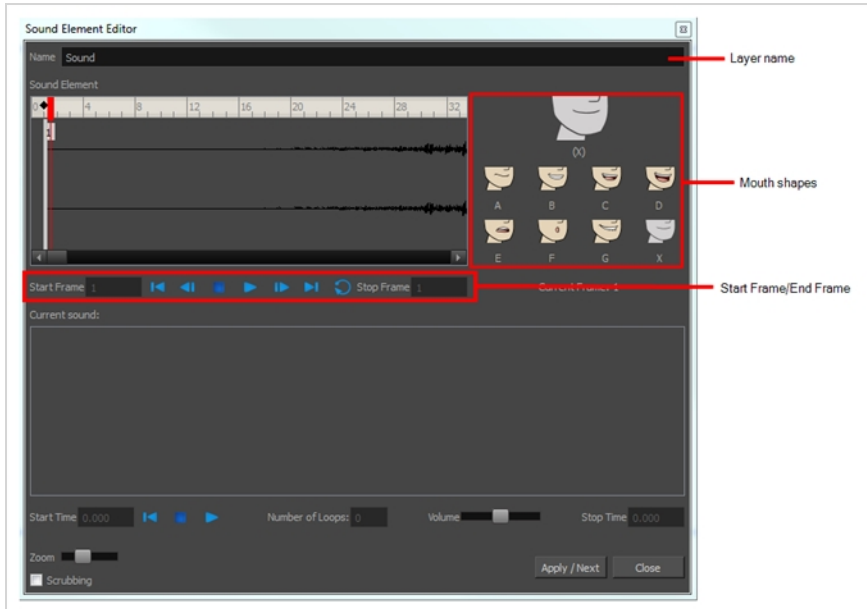 Sound Element Editor
Name Sound
Layer name
Sound Element
0 4 8 12 16 20 24 28 32
1
(X)
Mouth shapes
A B C D
E F G X
Start Frame 1 Stop Frame 1 Current Frame: 1
Start Frame/End Frame
Current sound:
Start Time 0.000 Number of Loops: 0 Volume Stop Time 0.000
Zoom
Apply / Next Close
Scrubbing